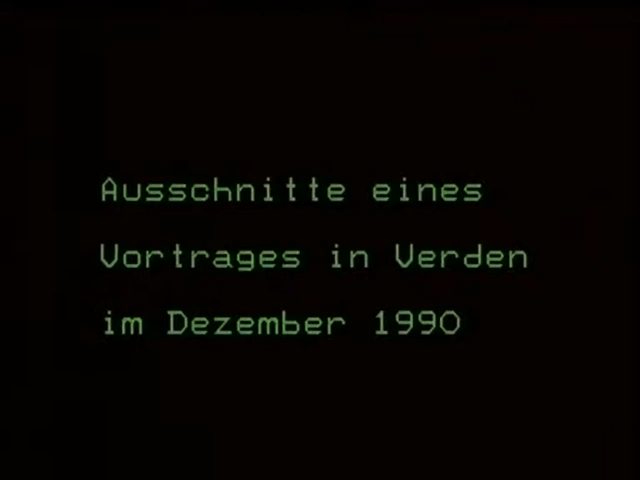 Ausschnitte eines
Vortrages in Verden
im Dezember 1990